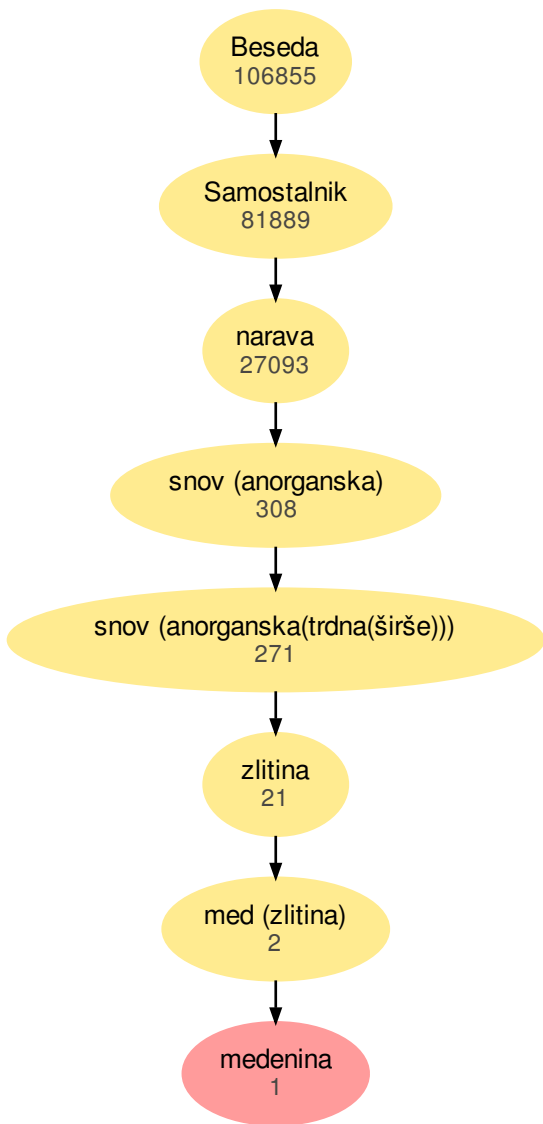 Beseda
106855
Samostalnik
81889
narava
27093
snov (anorganska)
308
snov (anorganska(trdna(širše)))
271
zlitina
21
med (zlitina)
2
medenina
1